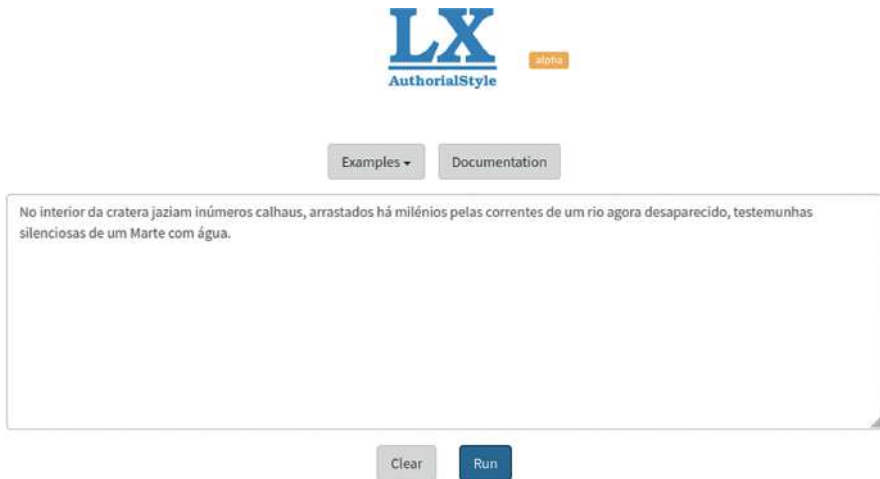 LX
AuthorialStyle
alpha
Examples
Documentation
No interior da cratera jaziam inúmeros calhaus, arrastados há milénios pelas correntes de um rio agora desaparecido, testemunhas
silenciosas de um Marte com água.
Clear
Run